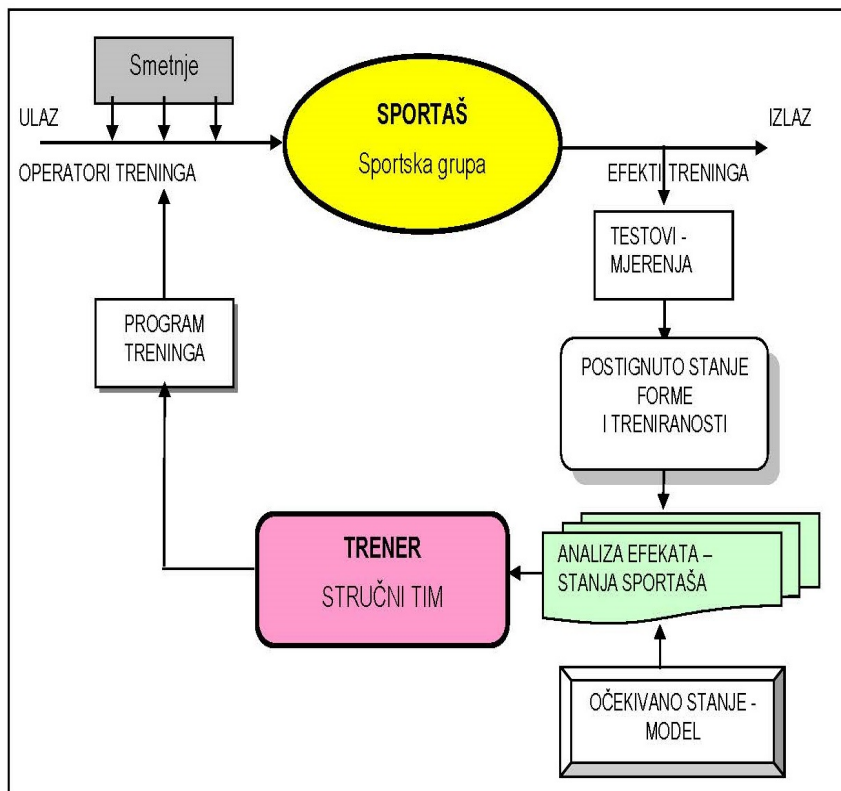 Smetnje
ULAZ
OPERATORI TRENINGA
SPORTAŠ
Sportska grupa
IZLAZ
EFEKTI TRENINGA
TESTOVI -
MJERENJA
PROGRAM
TRENINGA
POSTIGNUTO STANJE
FORME
I TRENIRANOSTI
TRENER
STRUČNI TIM
ANALIZA EFEKATA –
STANJA SPORTAŠA
OČEKIVANO STANJE -
MODEL